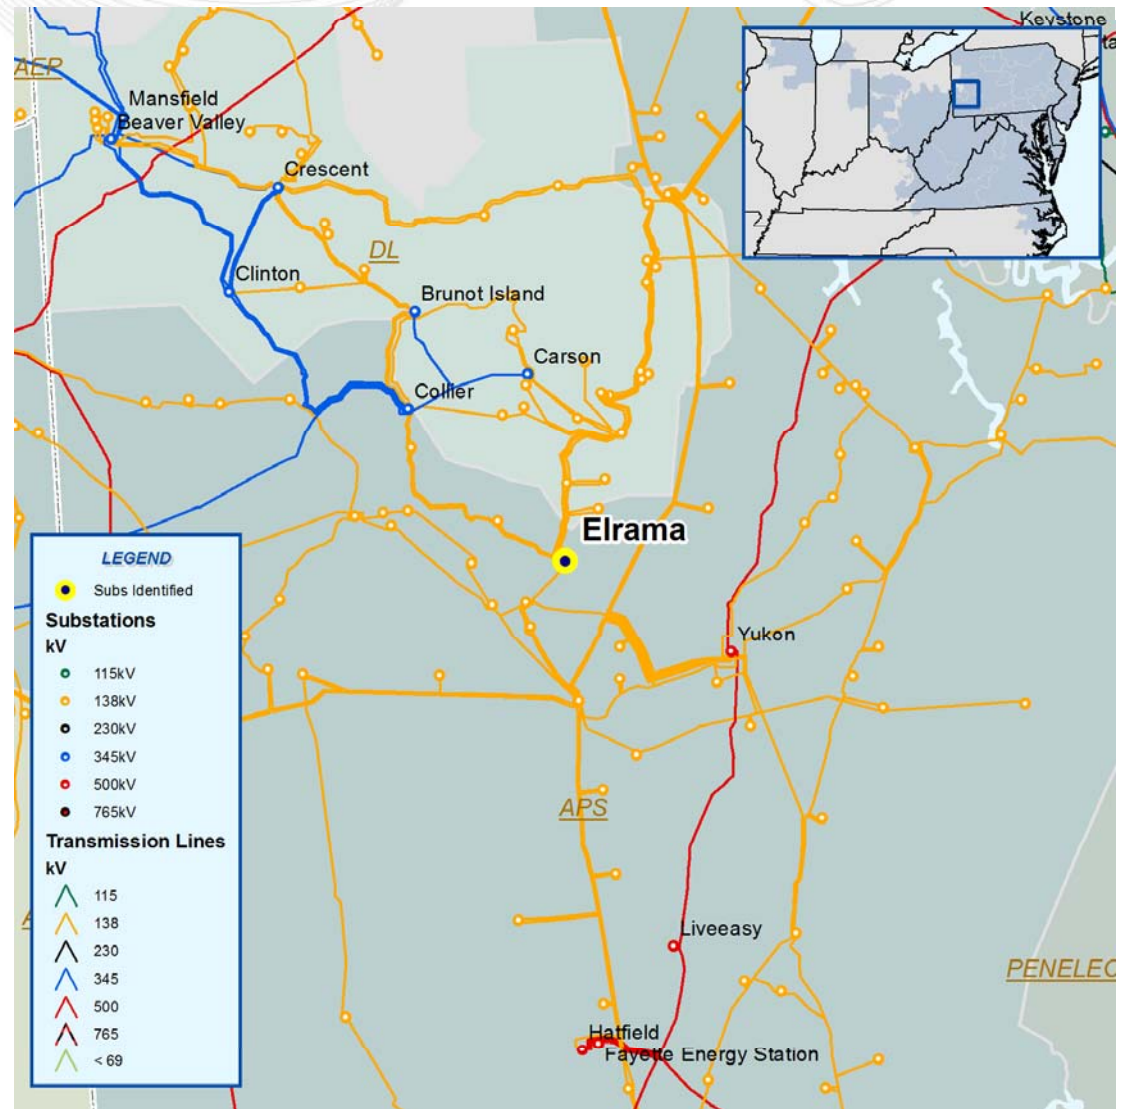 Keystone
AEP
Mansfield
Beaver Valley
Crescent
DL
Clinton
Brunot Island
Carson
Collier
Elrama
LEGEND
Subs Identified
Substations
kV
115kV
138kV
230kV
345kV
500kV
765kV
Transmission Lines
kV
115
138
230
345
500
765
< 69
Yukon
APS
Liveeasy
PENELEC
Hatfield
Fayette Energy Station